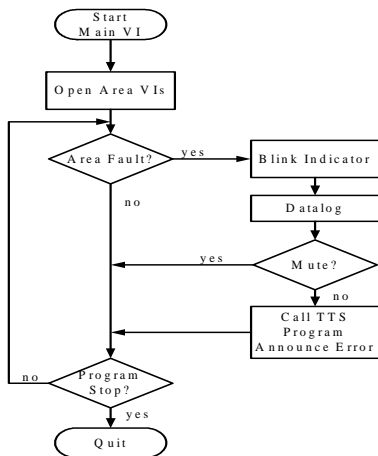 Start
Main VI
Open Area VIs
Area Fault?
yes
Blink Indicator
no
Datalog
yes
Mute?
no
Call TTS
Program
Announce Error
no
Program
Stop?
yes
Quit